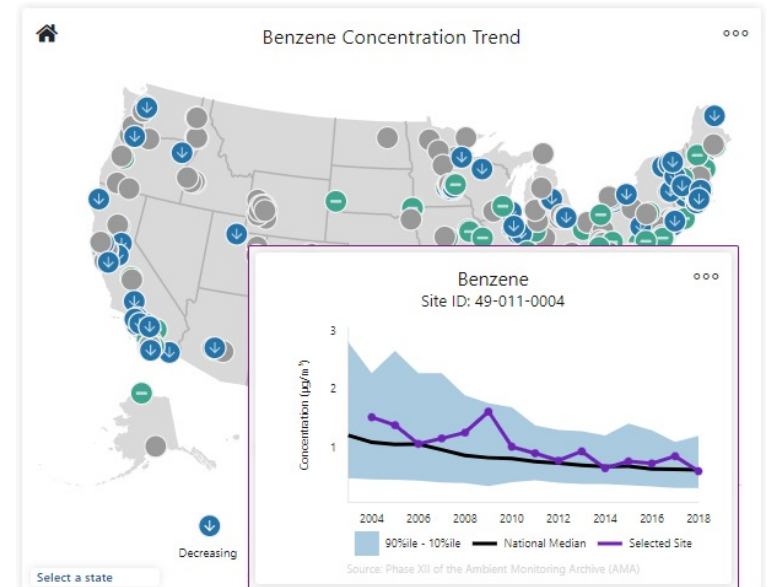 Benzene Concentration Trend
Benzene
Site ID: 49-011-0004
Concentration (µg/m³)
3
2
1
2004 2006 2008 2010 2012 2014 2016 2018
90%ile - 10%ile National Median Selected Site
Source: Phase XII of the Ambient Monitoring Archive (AMA)
Decreasing
Select a state